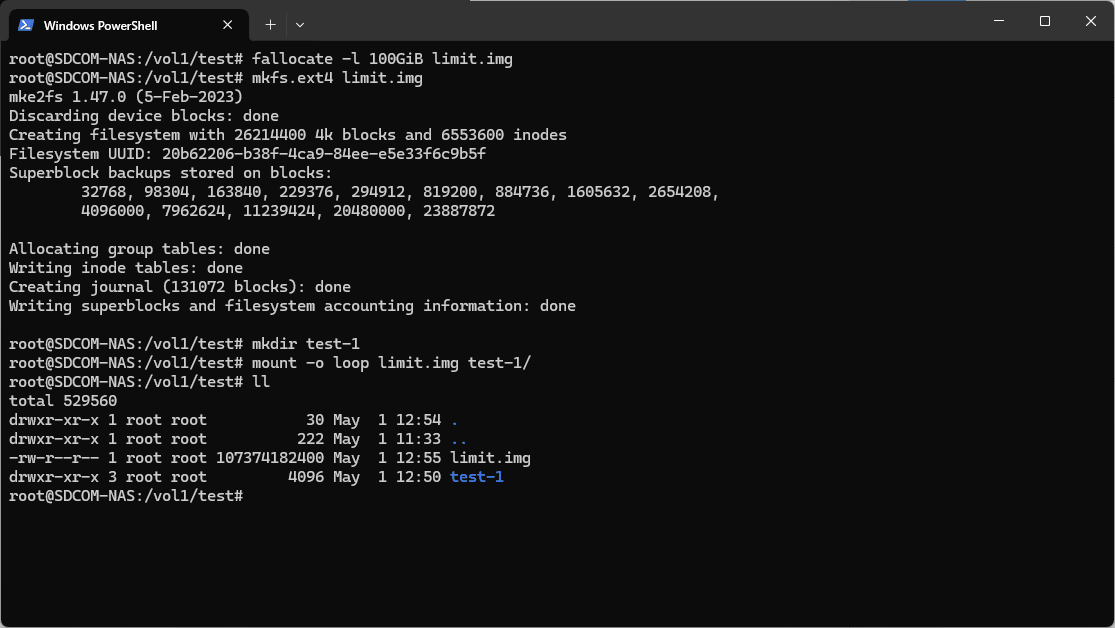 Windows PowerShell
root@SDCOM-NAS:/vol1/test# fallocate -l 100GiB limit.img
root@SDCOM-NAS:/vol1/test# mkfs.ext4 limit.img
mke2fs 1.47.0 (5-Feb-2023)
Discarding device blocks: done
Creating filesystem with 26214400 4k blocks and 6553600 inodes
Filesystem UUID: 20b62206-b38f-4ca9-84ee-e5e33f6c9b5f
Superblock backups stored on blocks:
        32768, 98304, 163840, 229376, 294912, 819200, 884736, 1605632, 2654208,
        4096000, 7962624, 11239424, 20480000, 23887872
Allocating group tables: done
Writing inode tables: done
Creating journal (131072 blocks): done
Writing superblocks and filesystem accounting information: done
root@SDCOM-NAS:/vol1/test# mkdir test-1
root@SDCOM-NAS:/vol1/test# mount -o loop limit.img test-1/
root@SDCOM-NAS:/vol1/test# ll
total 529560
drwxr-xr-x 1 root root           30 May  1 12:54 .
drwxr-xr-x 1 root root          222 May  1 11:33 ..
-rw-r--r-- 1 root root 107374182400 May  1 12:55 limit.img
drwxr-xr-x 3 root root         4096 May  1 12:50 test-1
root@SDCOM-NAS:/vol1/test#